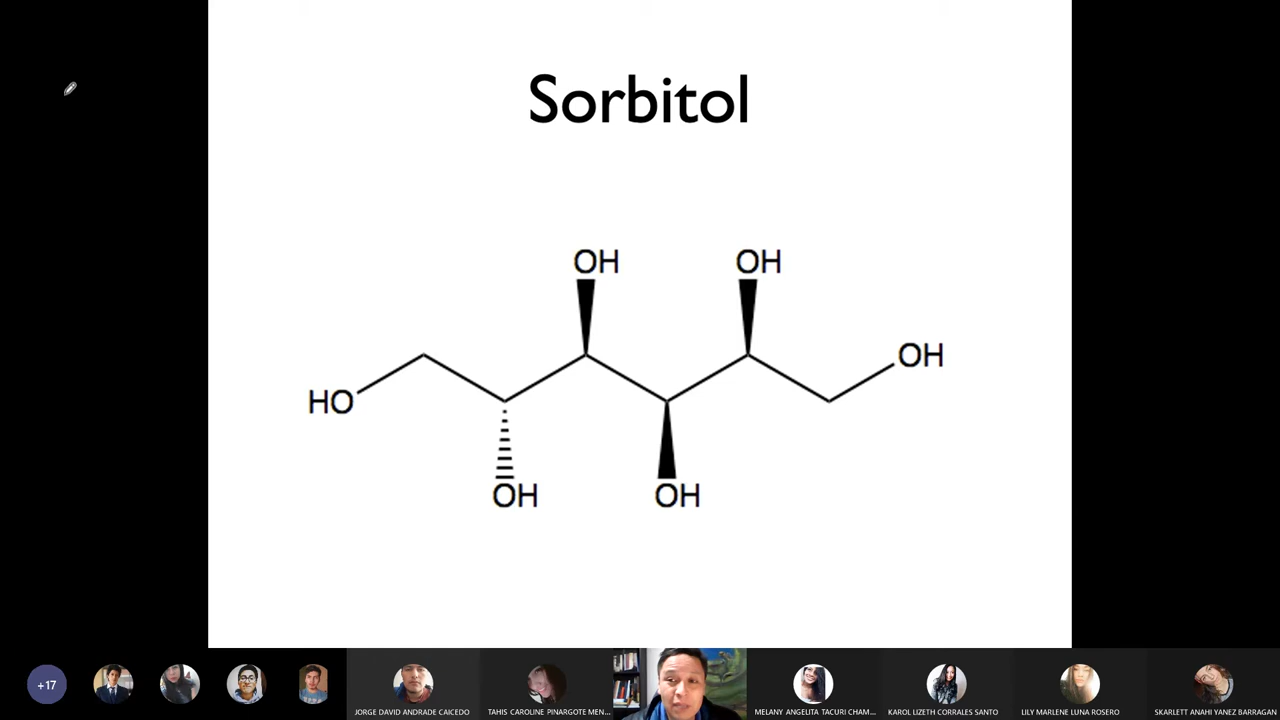 Sorbitol
OH OH
OH
HO
OH OH
+17
JORGE DAVID ANDRADE CAICEDO
TAHIS CAROLINE PINARGOTE MEN...
MELANY ANGELITA TACURI CHAM...
KAROL LIZETH CORRALES SANTO
LILY MARLENE LUNA ROSERO
SKARLETT ANAHI YANEZ BARRAGAN